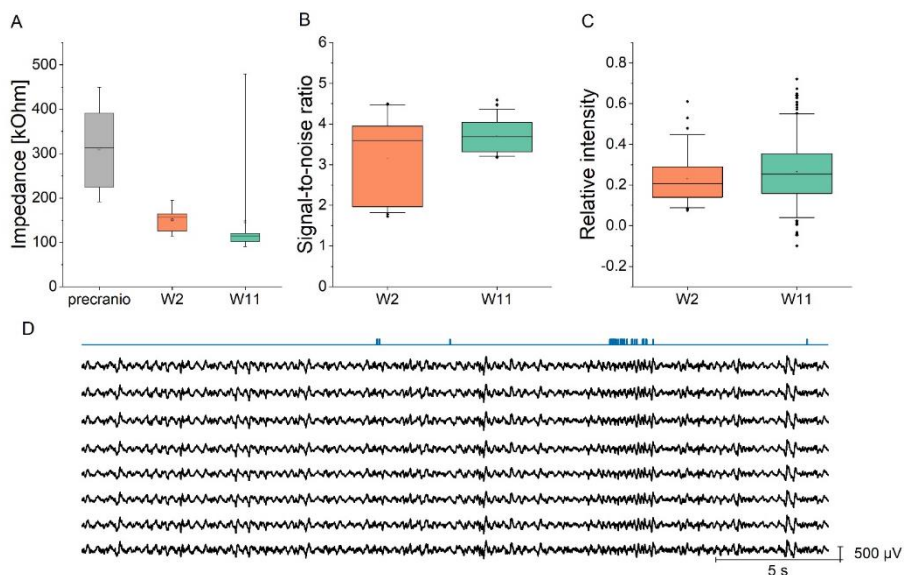 A
Impedance [kOhm]
500
400
300
200
100
0
precranio
W2
W11
B
Signal-to-noise ratio
6
5
4
3
2
1
0
W2
W11
C
Relative intensity
0.8
0.6
0.4
0.2
0.0
-0.2
W2
W11
D
500 µV
5 s